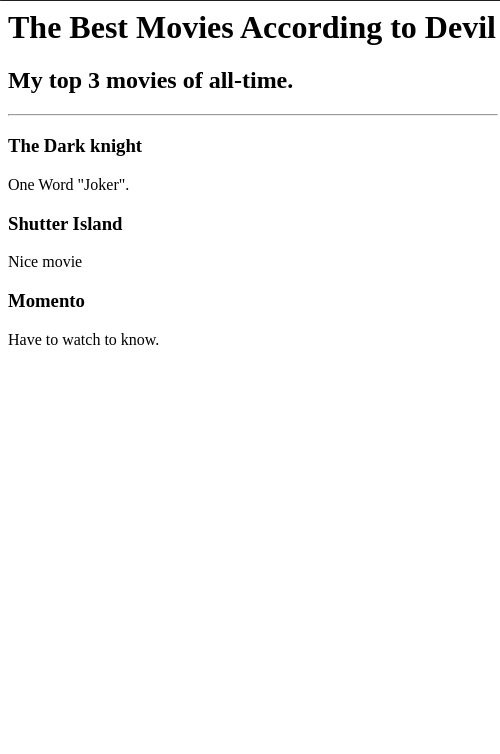 The Best Movies According to Devil
My top 3 movies of all-time.
The Dark knight
One Word "Joker".
Shutter Island
Nice movie
Momento
Have to watch to know.